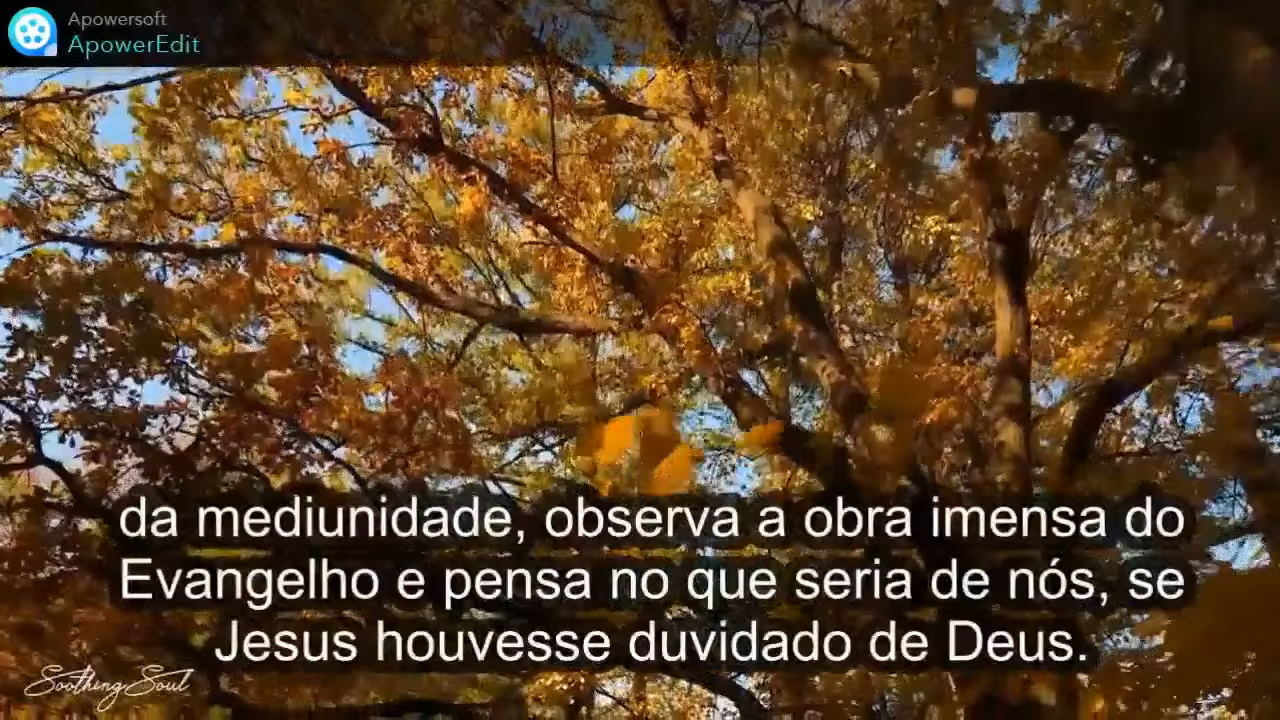 Apowersoft
ApowerEdit
da mediunidade, observa a obra imensa do
Evangelho e pensa no que seria de nós, se
Jesus houvesse duvidado de Deus.
Soothing Soul